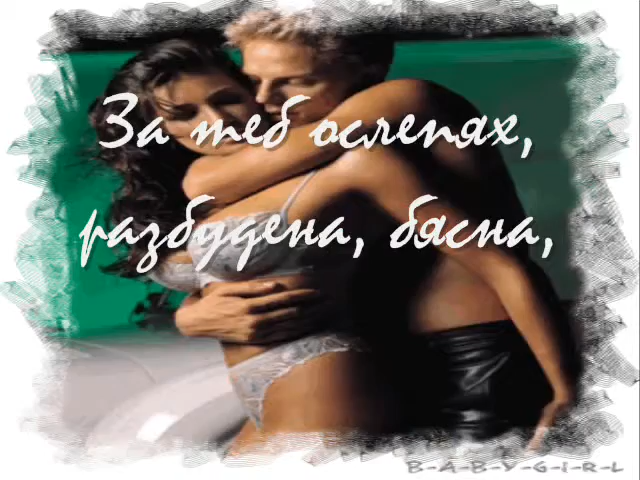 За теб ослепях,
разбудена, бясна,
B-A-B-Y-G-I-R-L